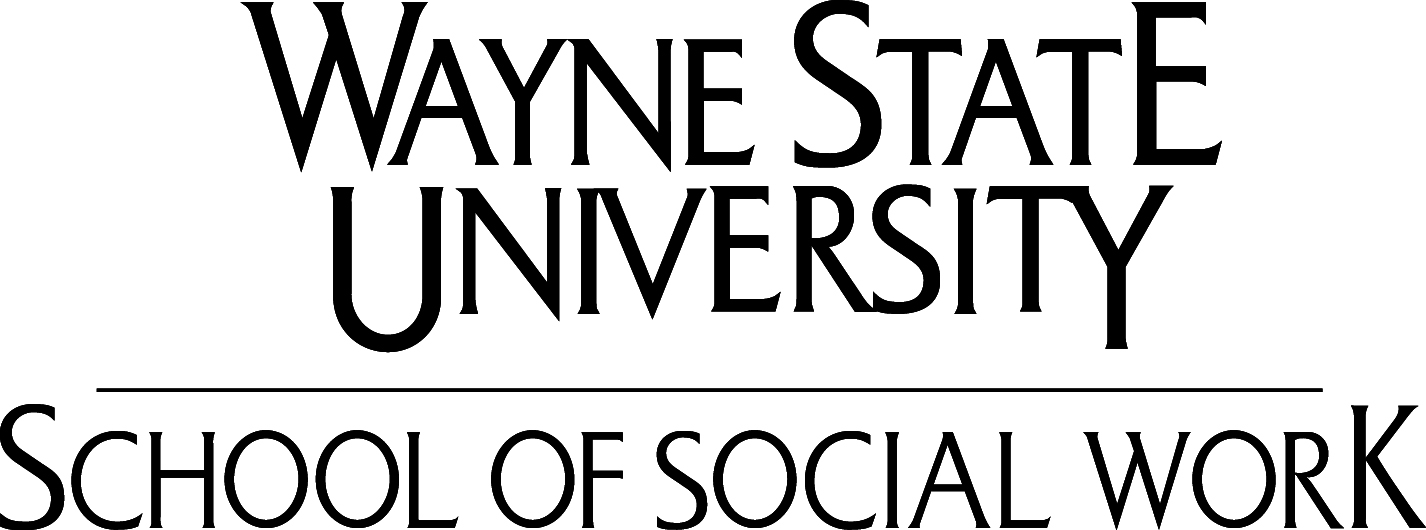 WAYNE STATE
UNIVERSITY
SCHOOL OF SOCIAL WORK